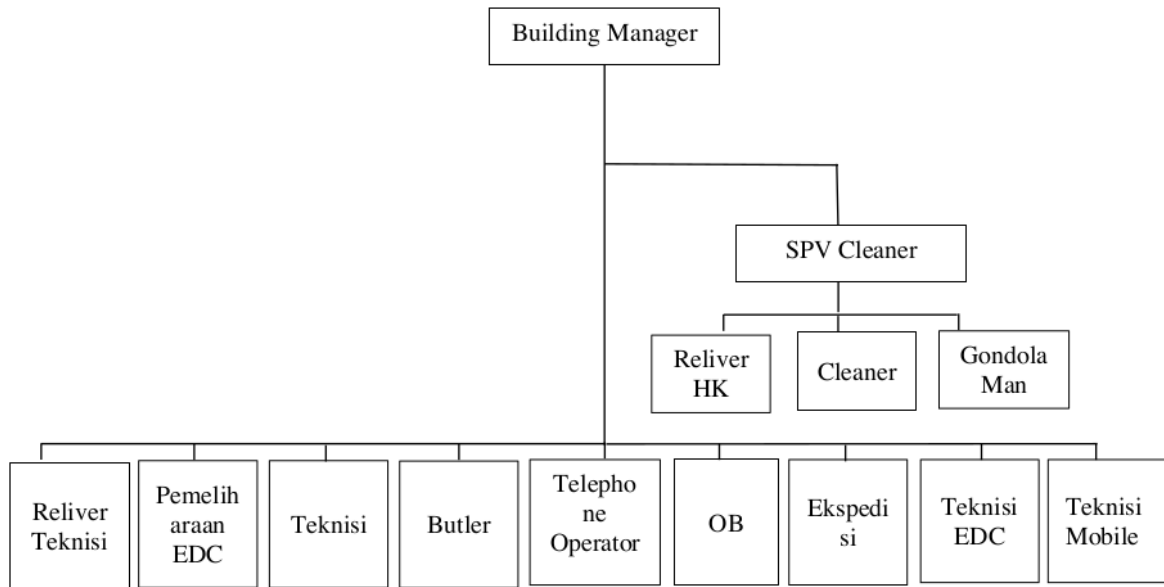 Building Manager
SPV Cleaner
Reliver
HK
Cleaner
Gondola
Man
Reliver
Teknisi
Pemelih
araan
EDC
Teknisi
Butler
Telepho
ne
Operator
OB
Ekspedi
si
Teknisi
EDC
Teknisi
Mobile